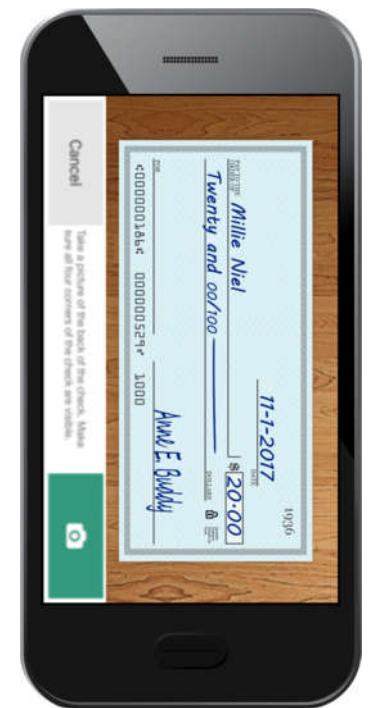 1936
11-1-2017
DATE
PAY TO THE
ORDER OF Millie Niel $ 20.00
Twenty and 00/100 DOLLARS
FOR Anne E. Buddy
⑆000000186⑆ 000000529⑈ 1000
Cancel
Take a picture of the back of the check. Make
sure all four corners of the check are visible.